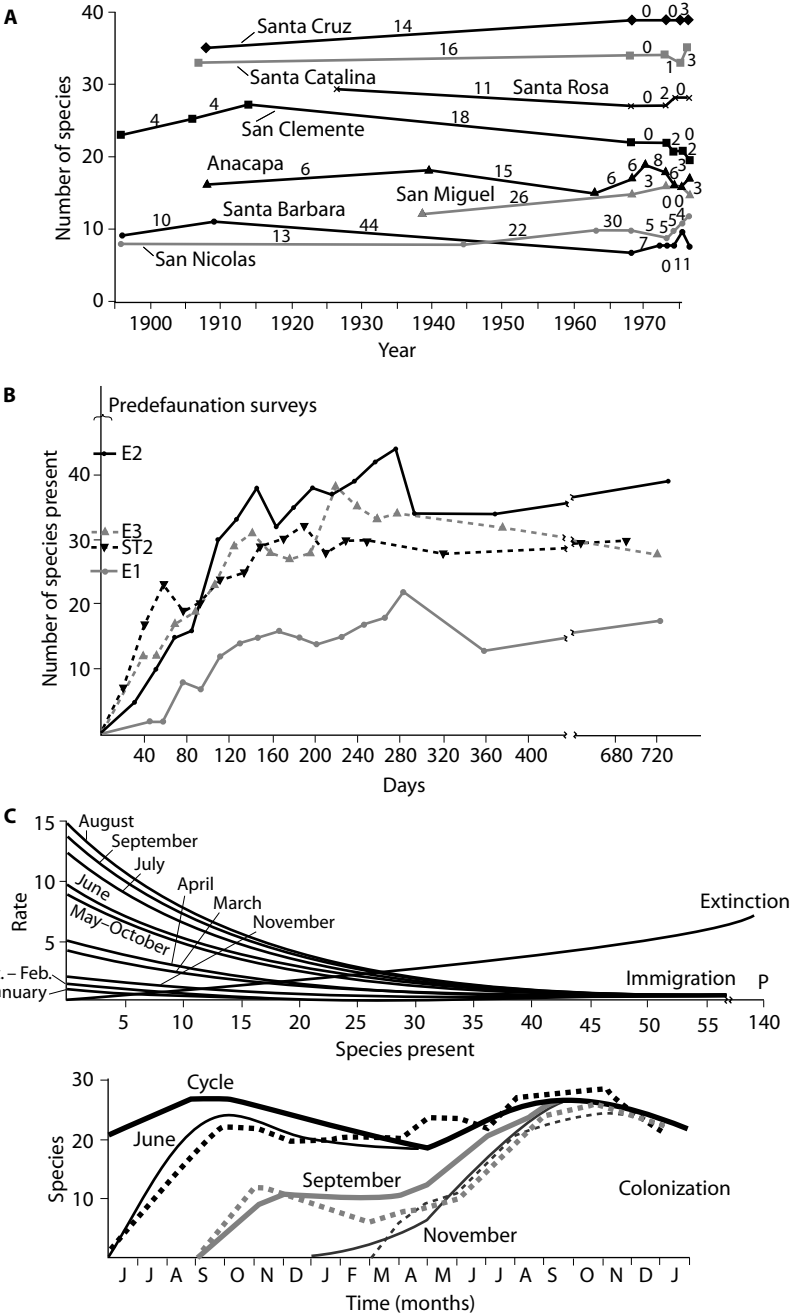 A
40
30
20
10
0
Number of species
Santa Cruz
14
0
0
3
16
0
Santa Catalina
1
3
11
Santa Rosa
0
2
0
4
4
San Clemente
18
0
2
0
2
Anacapa
6
15
6
6
8
3
6
3
San Miguel
26
3
0
0
10
Santa Barbara
44
22
30
5
5
5
4
13
7
San Nicolas
0
11
1900
1910
1920
1930
1940
1950
1960
1970
Year
B
Predefaunation surveys
E2
E3
ST2
E1
40
30
20
10
Number of species present
40
80
120
160
200
240
280
320
360
400
680
720
Days
C
15
10
5
Rate
August
September
July
June
April
March
November
May–October
. – Feb.
nuary
Extinction
Immigration
P
5
10
15
20
25
30
35
40
45
50
55
140
Species present
30
20
10
Species
Cycle
June
September
November
Colonization
J
J
A
S
O
N
D
J
F
M
A
M
J
J
A
S
O
N
D
J
Time (months)